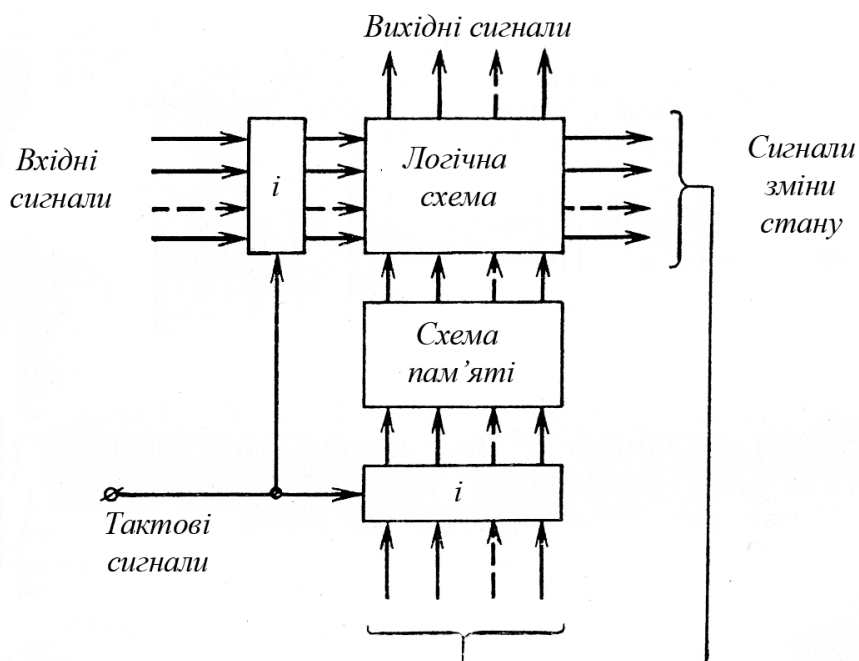 Вихідні сигнали
Вхідні
сигнали
і
Логічна
схема
Сигнали
зміни
стану
Схема
пам’яті
і
Тактові
сигнали